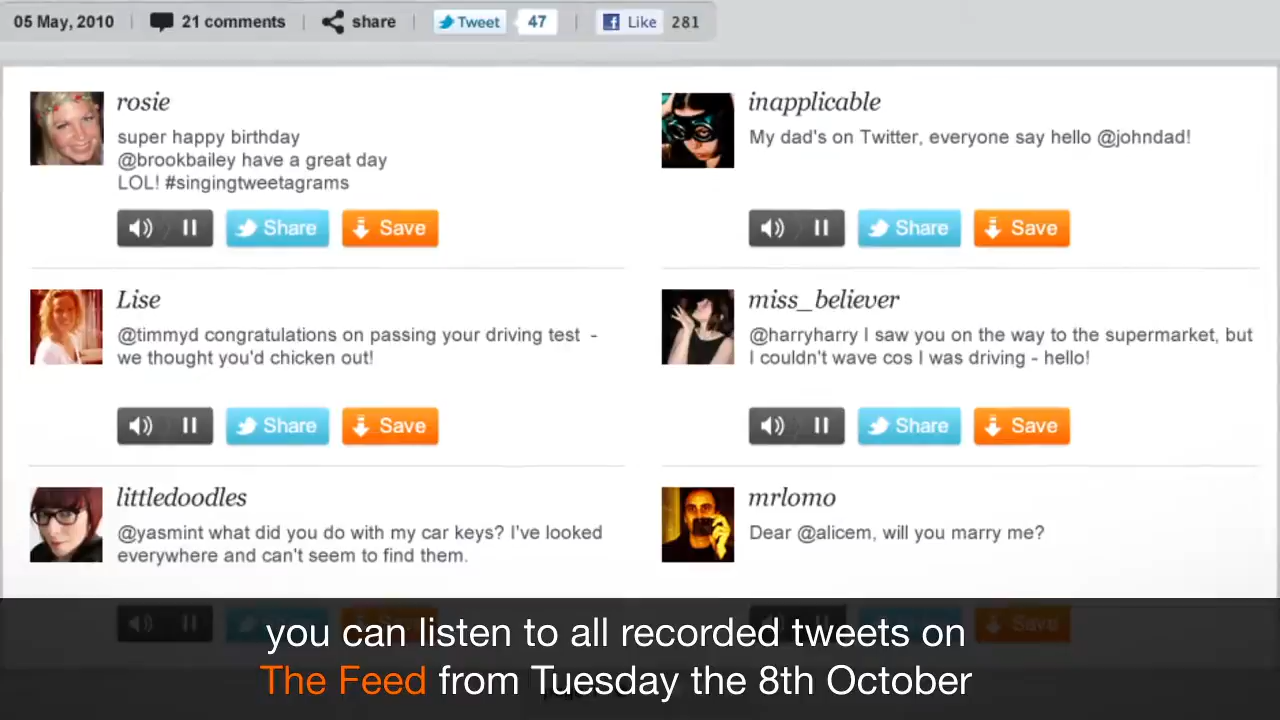 05 May, 2010 | 21 comments | share | Tweet 47 | Like 281
rosie
super happy birthday
@brookbailey have a great day
LOL! #singingtweetagrams
Share Save
inapplicable
My dad's on Twitter, everyone say hello @johndad!
Share Save
Lise
@timmyd congratulations on passing your driving test -
we thought you'd chicken out!
Share Save
miss_believer
@harryharry I saw you on the way to the supermarket, but
I couldn't wave cos I was driving - hello!
Share Save
littledoodles
@yasmint what did you do with my car keys? I've looked
everywhere and can't seem to find them.
mrlomo
Dear @alicem, will you marry me?
Save
you can listen to all recorded tweets on
The Feed from Tuesday the 8th October